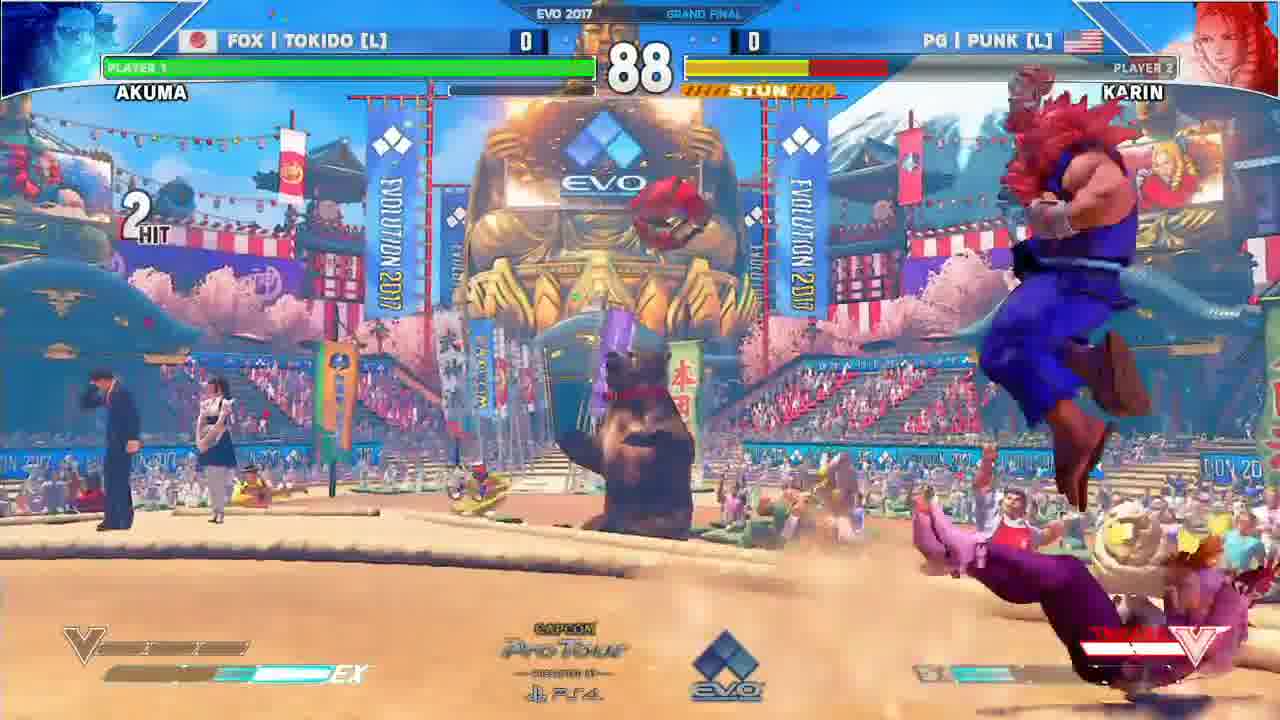 EVO 2017 GRAND FINAL
FOX | TOKIDO [L] 0 88 0 PG | PUNK [L]
PLAYER 1 PLAYER 2
AKUMA STUN KARIN
EVO
EVOLUTION 2017
EVOLUTION 2017
2
HIT
本
EX
CAPCOM
Pro Tour
PS4
EVO